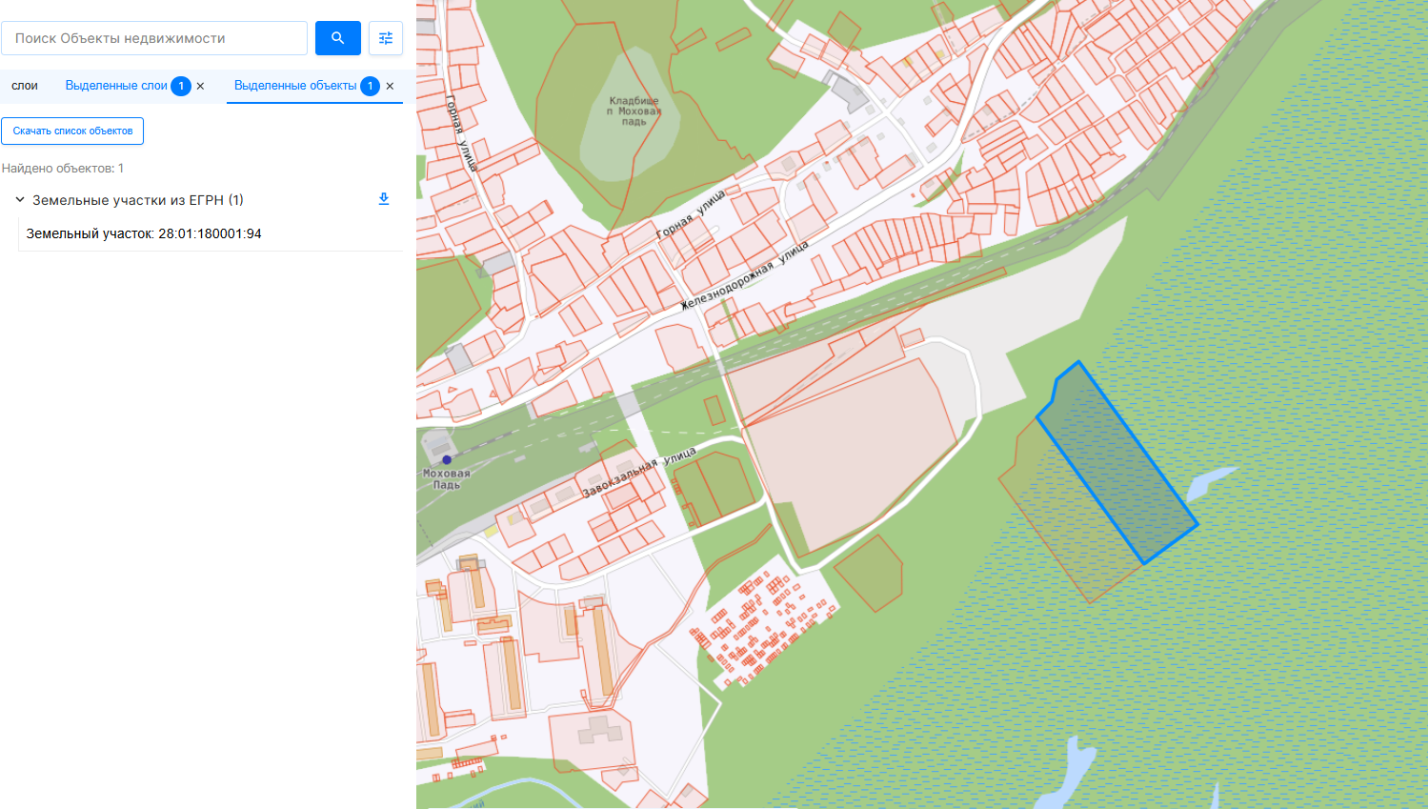 Поиск Объекты недвижимости
слои
Выделенные слои 1 ×
Выделенные объекты 1 ×
Скачать список объектов
Найдено объектов: 1
Земельные участки из ЕГРН (1)
Земельный участок: 28:01:180001:94
Кладбище
п Моховая
падь
Горная улица
Горная улица
Железнодорожная улица
Завокзальная улица
Моховая
Падь